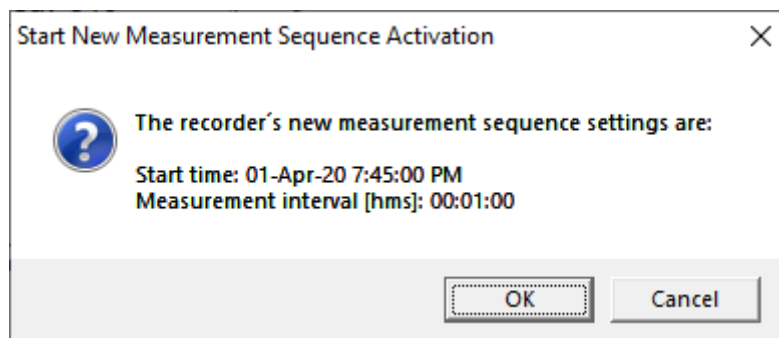 Start New Measurement Sequence Activation
The recorder´s new measurement sequence settings are:
Start time: 01-Apr-20 7:45:00 PM
Measurement interval [hms]: 00:01:00
OK
Cancel